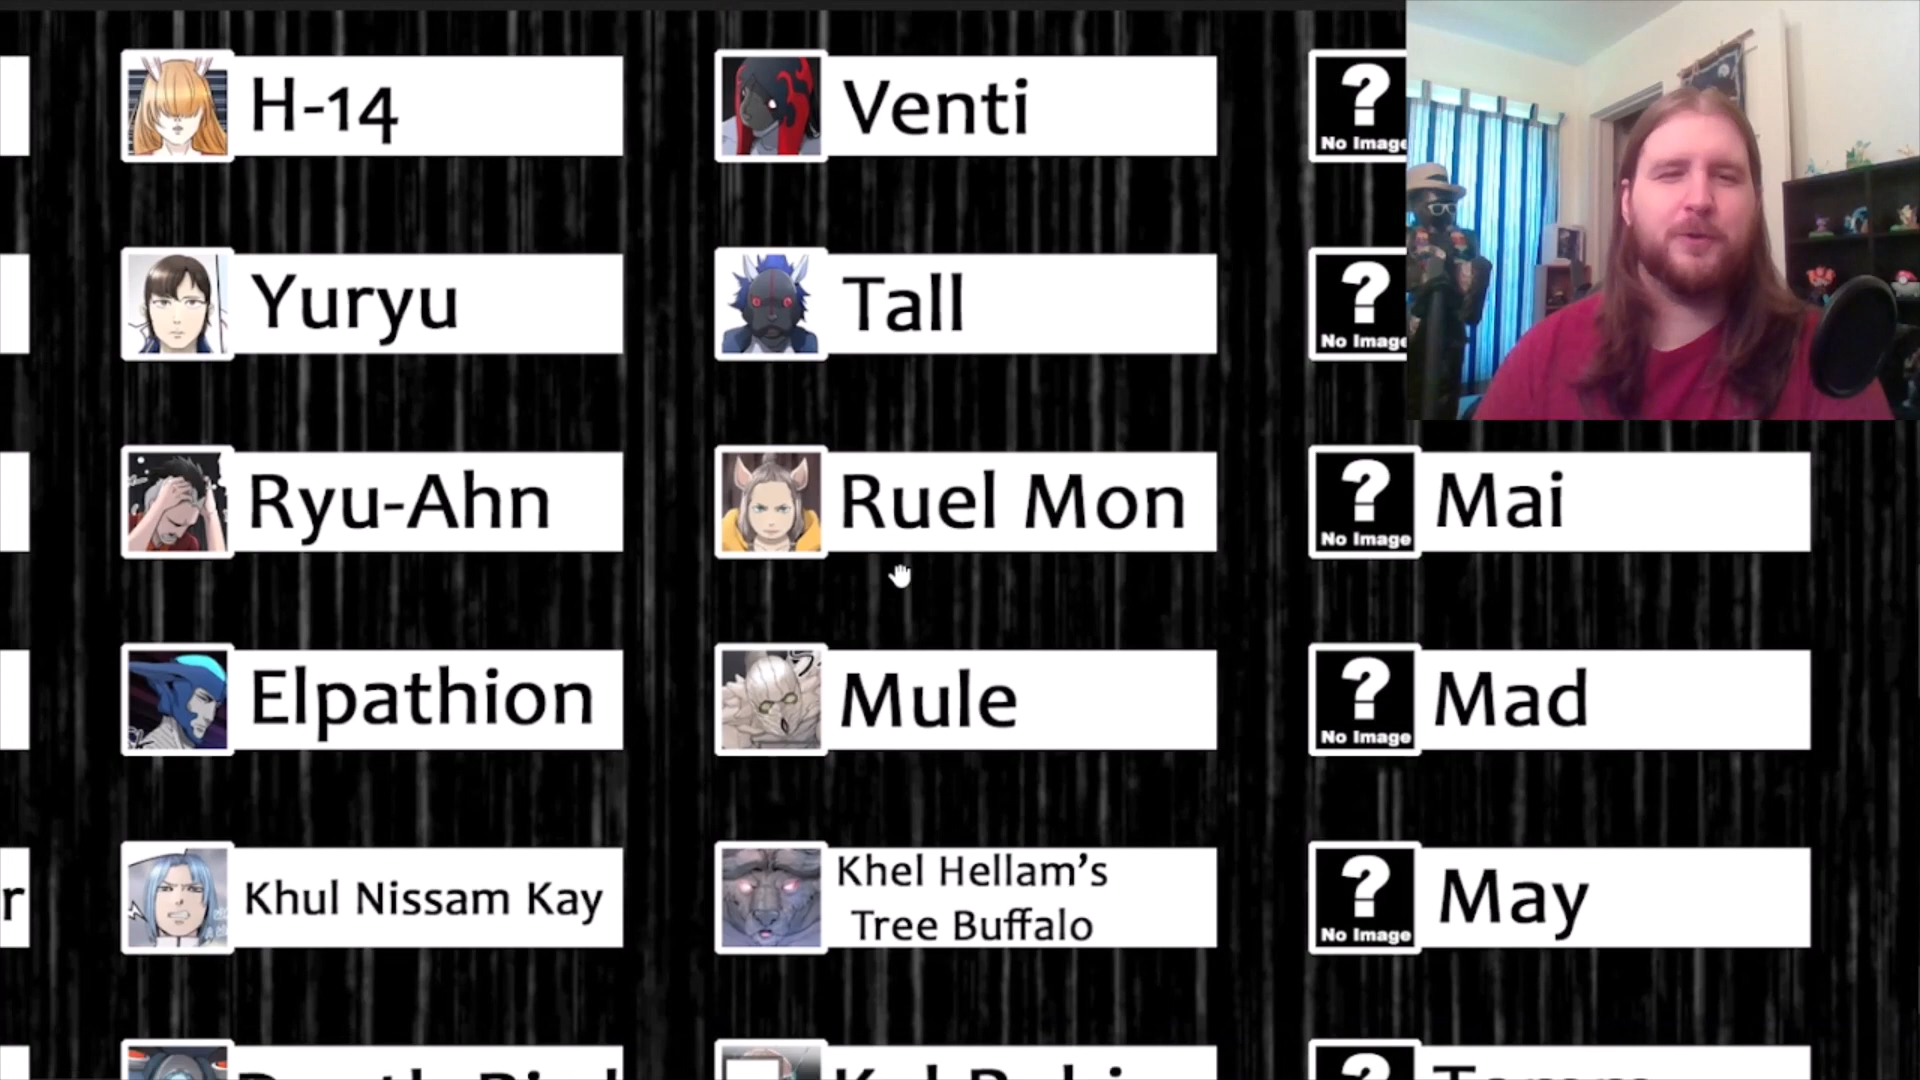 H-14
Venti
No Image
Yuryu
Tall
No Image
Ryu-Ahn
Ruel Mon
No Image
Mai
Elpathion
Mule
No Image
Mad
Khul Nissam Kay
Khel Hellam's
Tree Buffalo
No Image
May
r